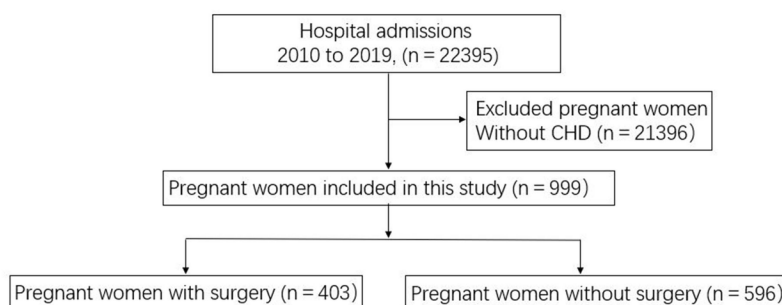 Hospital admissions
2010 to 2019, (n = 22395)
Excluded pregnant women
Without CHD (n = 21396)
Pregnant women included in this study (n = 999)
Pregnant women with surgery (n = 403)
Pregnant women without surgery (n = 596)